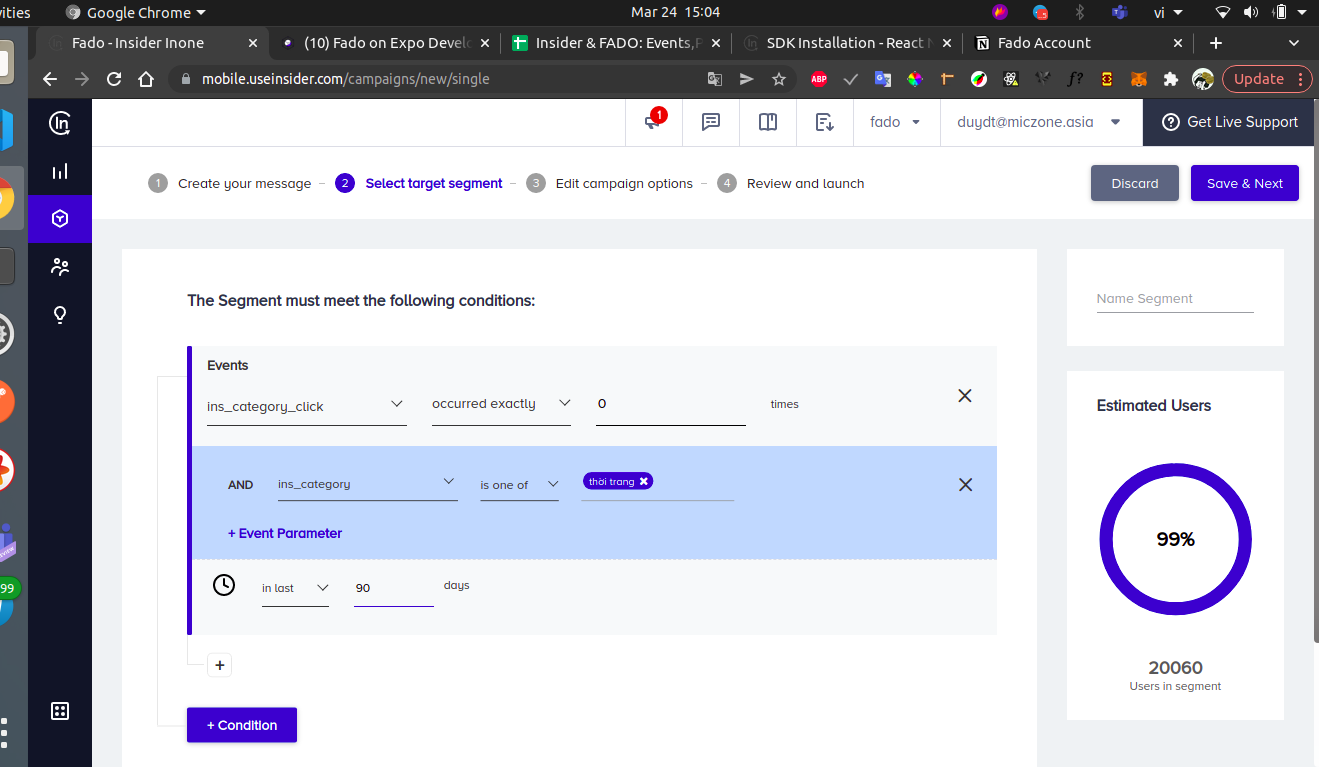 ities Google Chrome Mar 24 15:04 vi
Fado - Insider Inone (10) Fado on Expo Develo Insider & FADO: Events,P SDK Installation - React N Fado Account
mobile.useinsider.com/campaigns/new/single ABP f? Update
In 1 fado duydt@miczone.asia Get Live Support
1 Create your message 2 Select target segment 3 Edit campaign options 4 Review and launch Discard Save & Next
The Segment must meet the following conditions:
Name Segment
Events
ins_category_click occurred exactly 0 times
AND ins_category is one of thời trang
+ Event Parameter
in last 90 days
+
+ Condition
Estimated Users
99%
20060
Users in segment
99